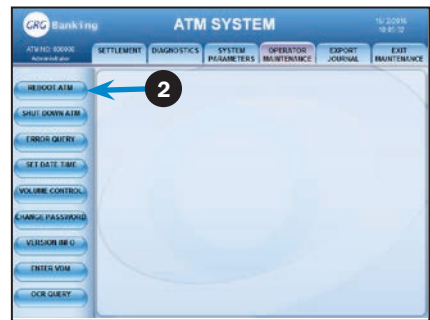 GRG Banking
ATM SYSTEM
ATM NO: 000000
Administrator
SETTLEMENT
DIAGNOSTICS
SYSTEM
PARAMETERS
OPERATOR
MAINTENANCE
EXPORT
JOURNAL
EXIT
MAINTENANCE
REBOOT ATM
2
SHUT DOWN ATM
ERROR QUERY
SET DATE TIME
VOLUME CONTROL
CHANGE PASSWORD
VERSION INFO
ENTER VDM
OCR QUERY